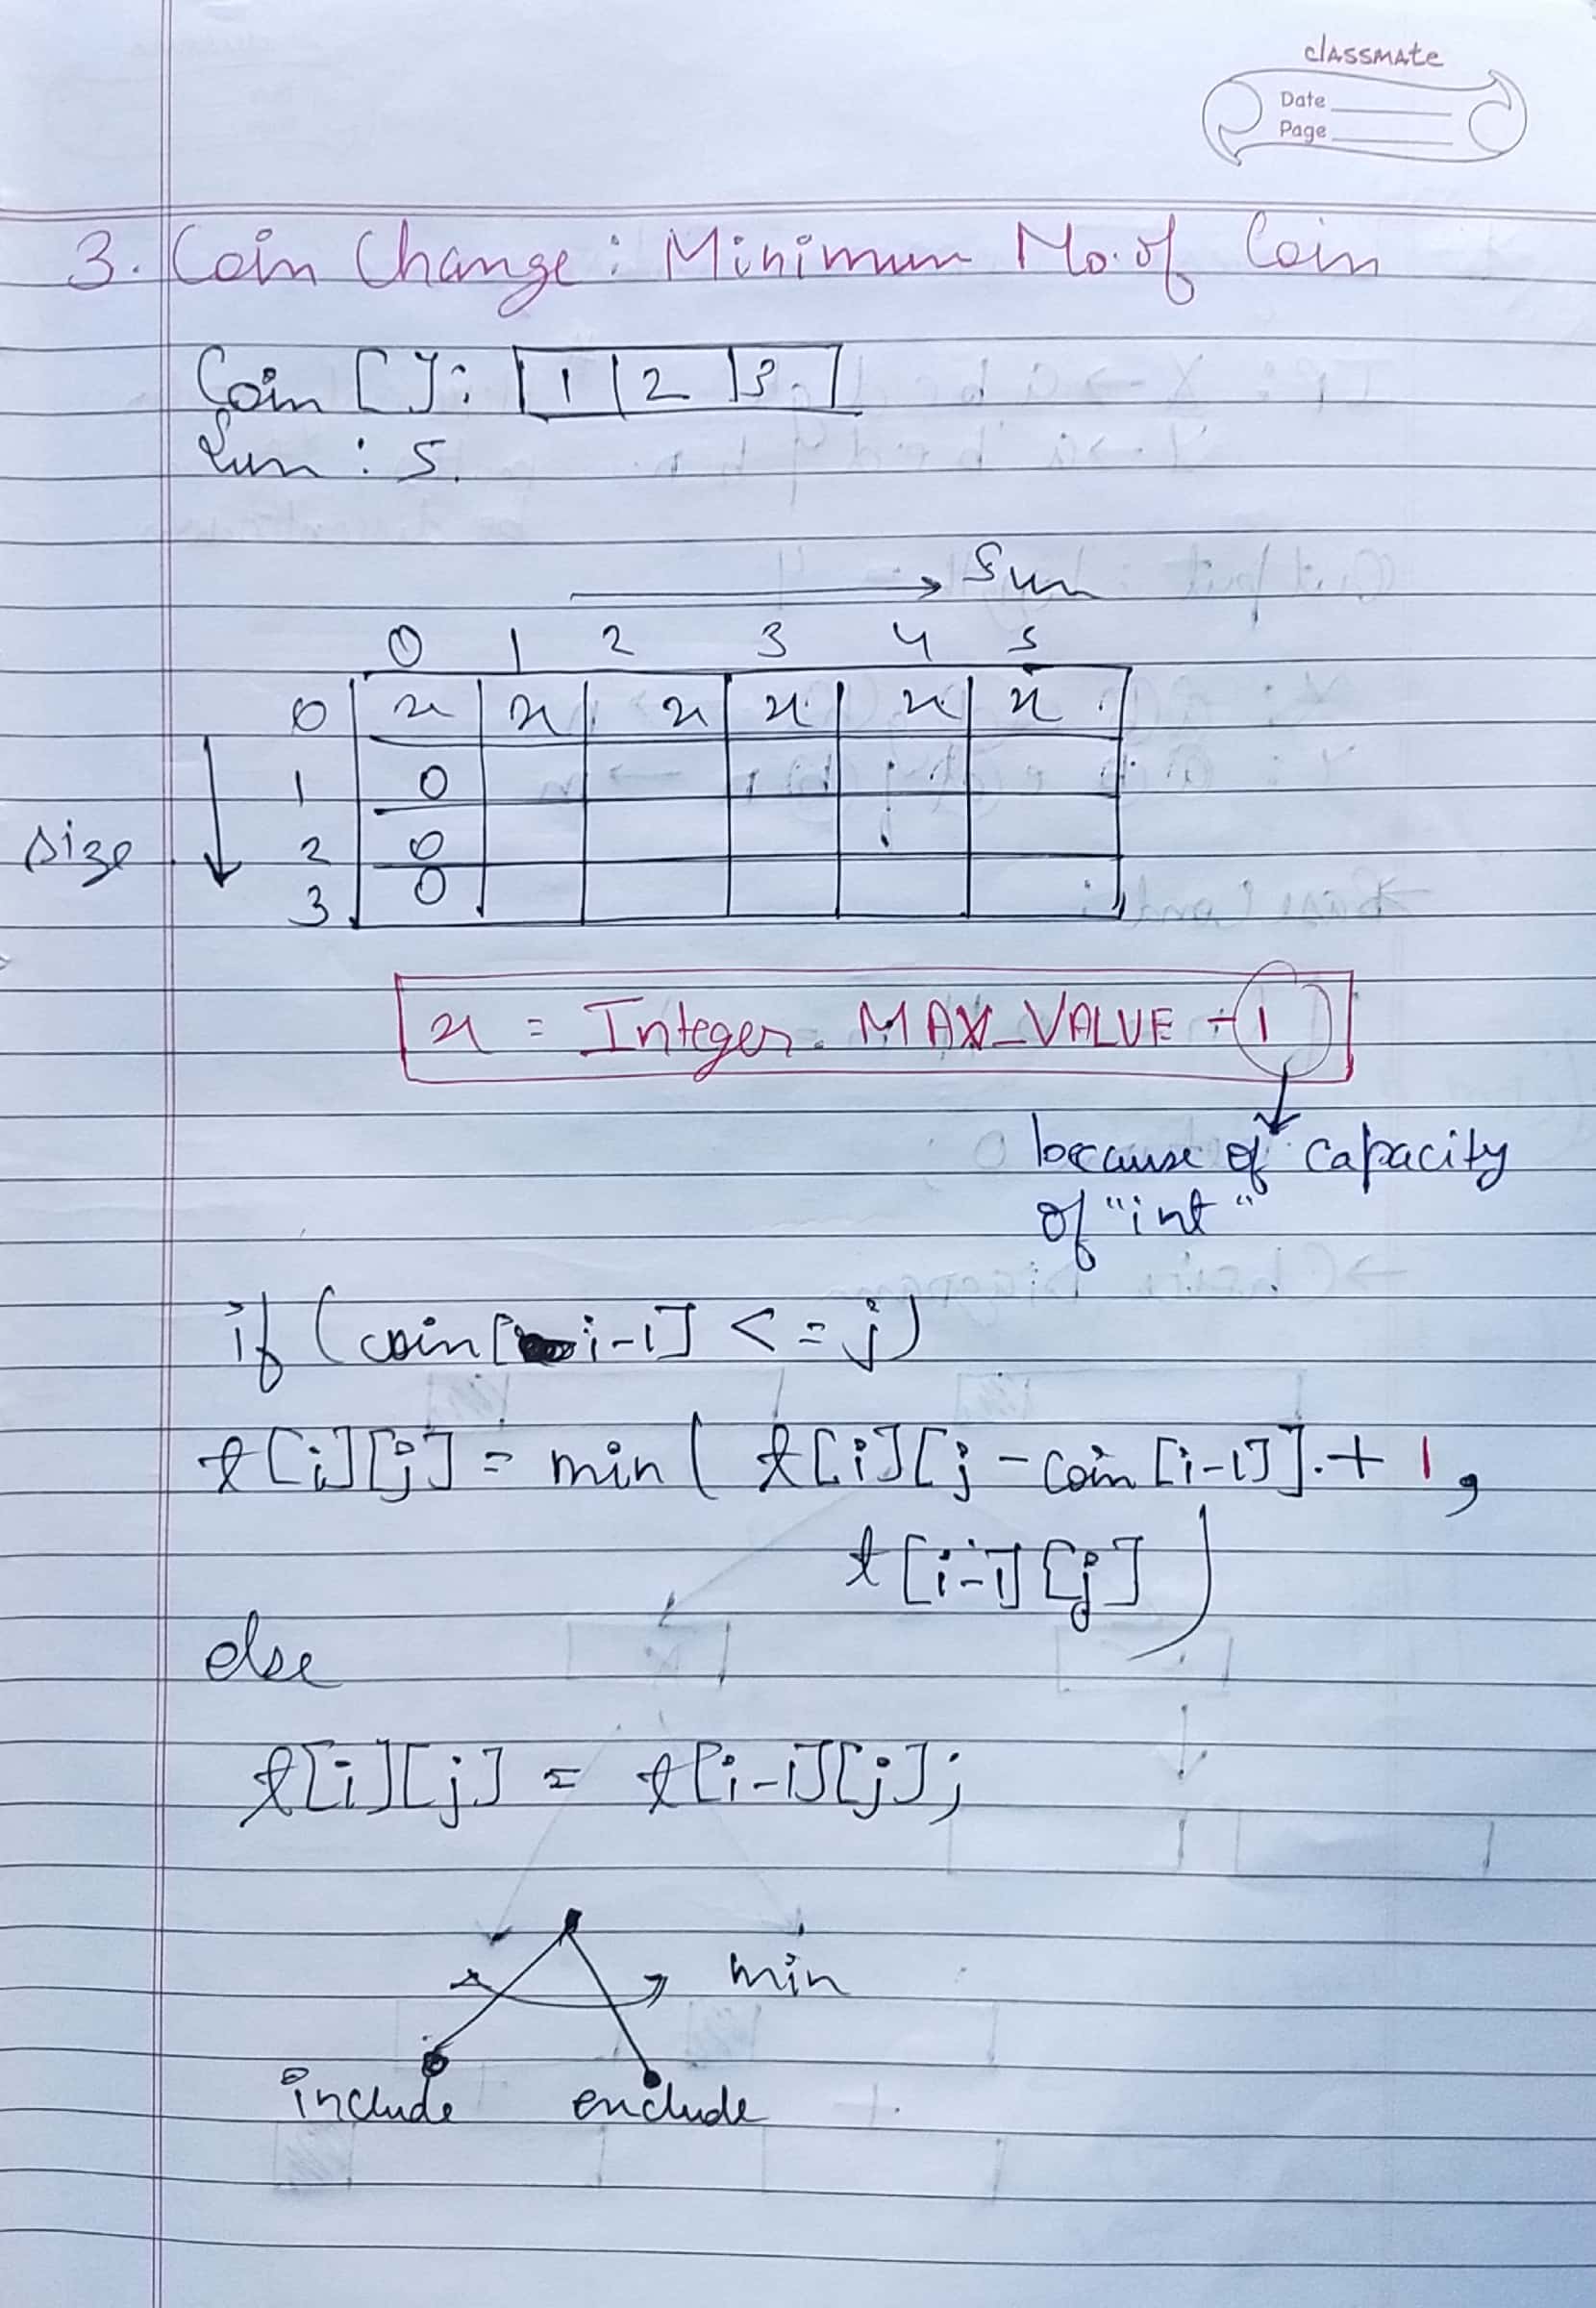 classmate
Date
Page
3. Coin Change : Minimum No. of Coin
Coin [ ] : 1 2 3
Sum : 5
Sum
0 1 2 3 4 5
0 x x x x x x
1 0
size 2 0
3 0
x = Integer. MAX_VALUE - 1
because of capacity
of "int"
if (coin[i-1] <= j)
t[i][j] = min ( t[i][j - coin [i-1]] + 1 ,
t[i-1][j] )
else
t[i][j] = t[i-1][j];
min
include exclude